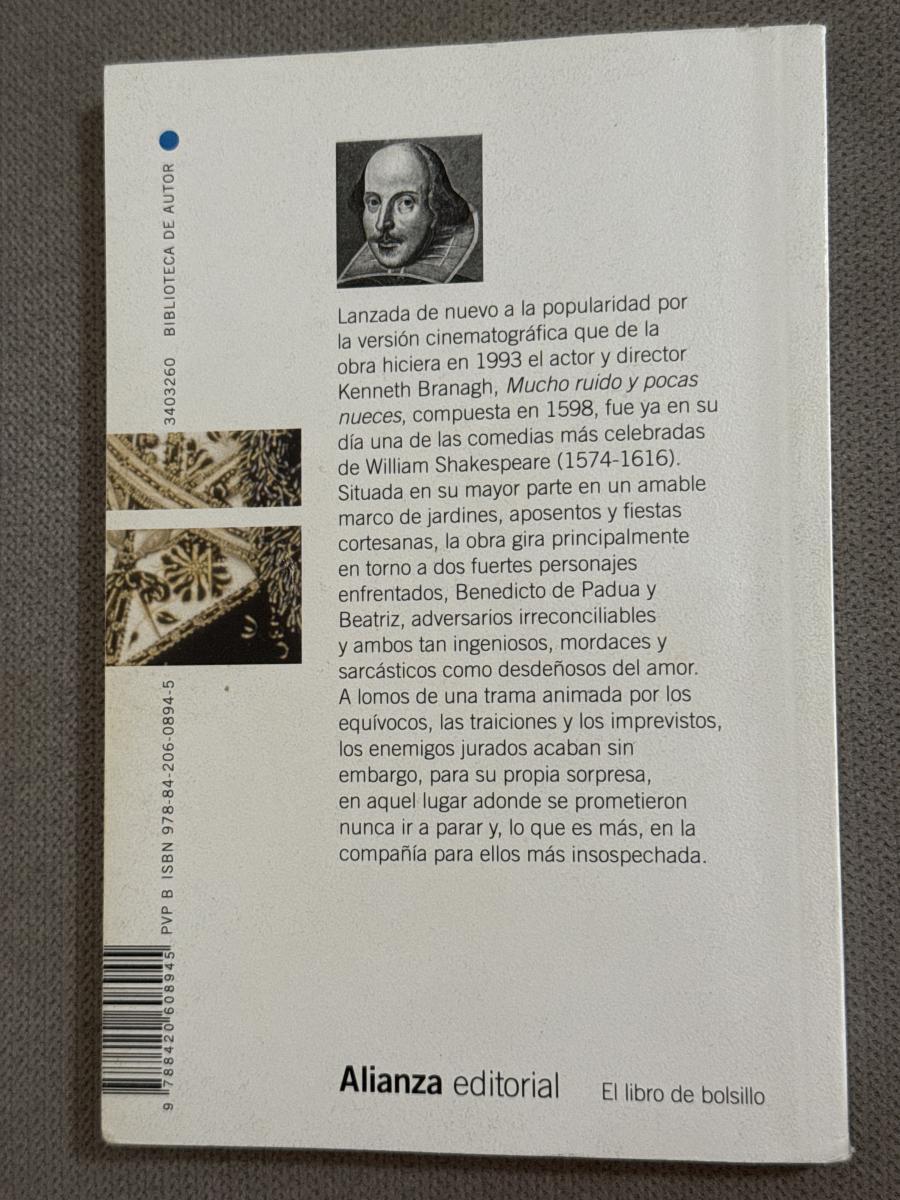 BIBLIOTECA DE AUTOR
3403260
Lanzada de nuevo a la popularidad por
la versión cinematográfica que de la
obra hiciera en 1993 el actor y director
Kenneth Branagh, Mucho ruido y pocas
nueces, compuesta en 1598, fue ya en su
día una de las comedias más celebradas
de William Shakespeare (1574-1616).
Situada en su mayor parte en un amable
marco de jardines, aposentos y fiestas
cortesanas, la obra gira principalmente
en torno a dos fuertes personajes
enfrentados, Benedicto de Padua y
Beatriz, adversarios irreconciliables
y ambos tan ingeniosos, mordaces y
sarcásticos como desdeñosos del amor.
A lomos de una trama animada por los
equívocos, las traiciones y los imprevistos,
los enemigos jurados acaban sin
embargo, para su propia sorpresa,
en aquel lugar adonde se prometieron
nunca ir a parar y, lo que es más, en la
compañía para ellos más insospechada.
PVP B ISBN 978-84-206-0894-5
9 788420 608945
Alianza editorial
El libro de bolsillo